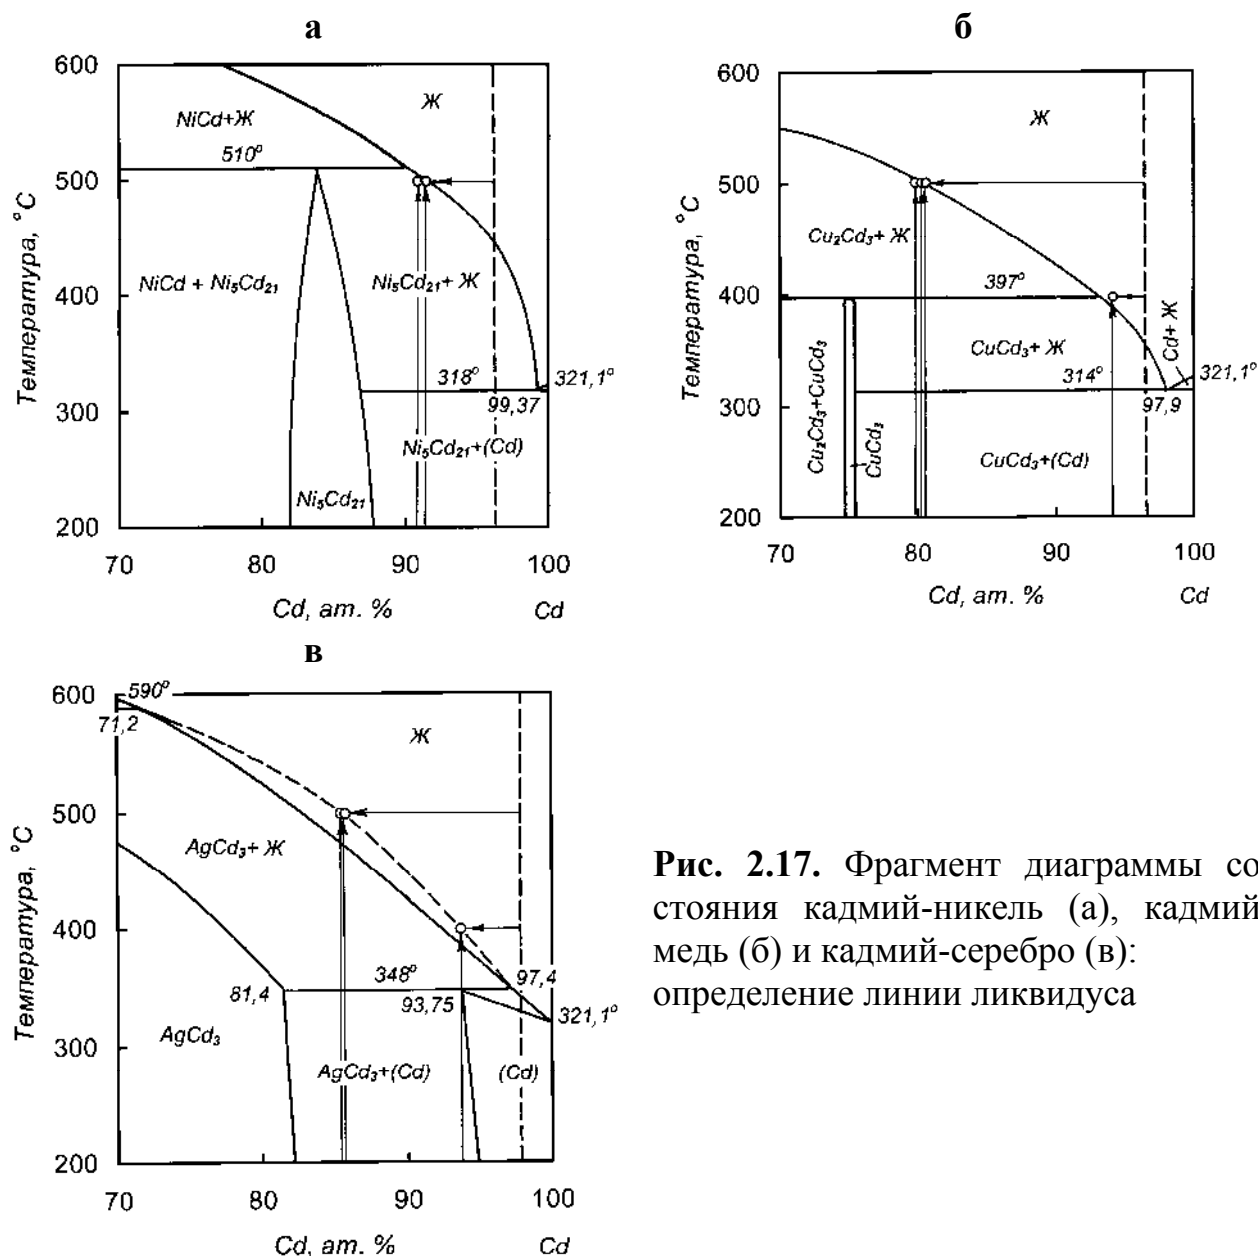 а
600
500
400
300
200
Температура, °C
NiCd+Ж
Ж
510°
NiCd + Ni₅Cd₂₁
Ni₅Cd₂₁+ Ж
318°
321,1°
99,37
Ni₅Cd₂₁+(Cd)
Ni₅Cd₂₁
70
80
90
100
Cd, ат. %
Cd
б
600
500
400
300
200
Температура, °C
Ж
Cu₂Cd₃+ Ж
397°
CuCd₃+ Ж
Cd+ Ж
314°
321,1°
97,9
Cu₂Cd₃+CuCd₃
CuCd₃
CuCd₃+(Cd)
70
80
90
100
Cd, ат. %
Cd
в
600
500
400
300
200
Температура, °C
590°
71,2
Ж
AgCd₃+ Ж
348°
97,4
81,4
93,75
321,1°
AgCd₃
AgCd₃+(Cd)
(Cd)
70
80
90
100
Cd, ат. %
Cd
Рис. 2.17. Фрагмент диаграммы со
стояния кадмий-никель (а), кадмий
медь (б) и кадмий-серебро (в):
определение линии ликвидуса